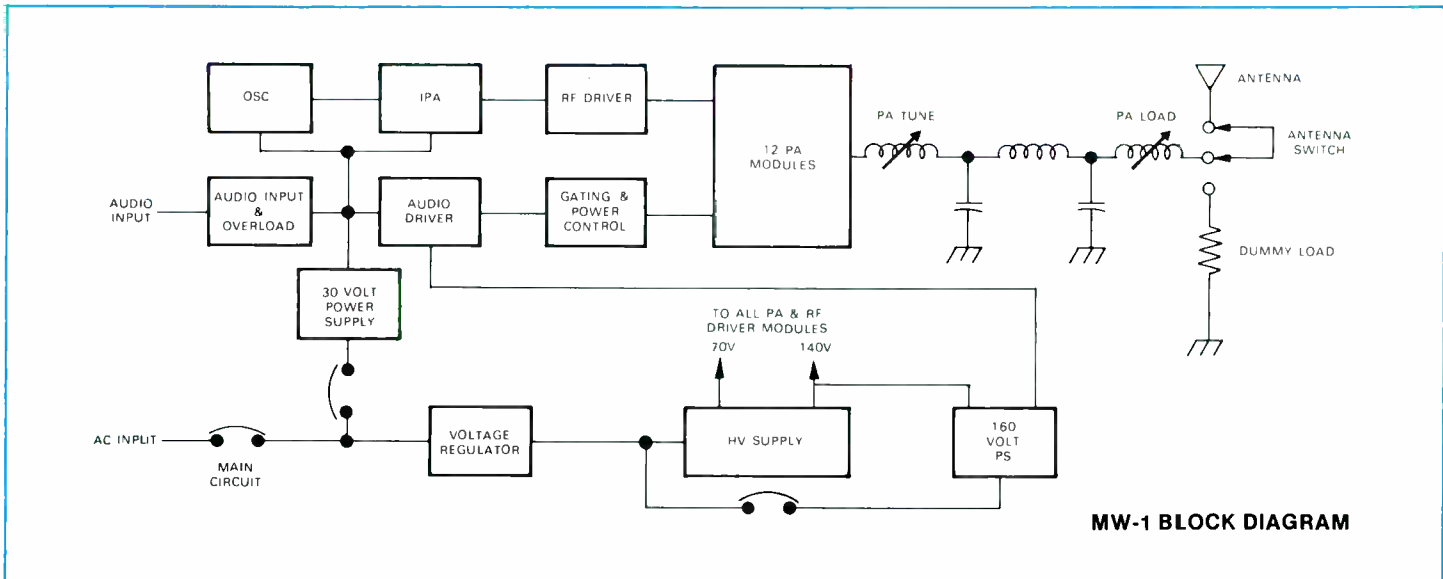 OSC
IPA
RF DRIVER
12 PA
MODULES
PA TUNE
PA LOAD
ANTENNA
ANTENNA
SWITCH
AUDIO
INPUT
AUDIO INPUT
&
OVERLOAD
AUDIO
DRIVER
GATING &
POWER
CONTROL
DUMMY LOAD
30 VOLT
POWER
SUPPLY
TO ALL PA & RF
DRIVER MODULES
70V
140V
AC INPUT
MAIN
CIRCUIT
VOLTAGE
REGULATOR
HV SUPPLY
160
VOLT
PS
MW-1 BLOCK DIAGRAM